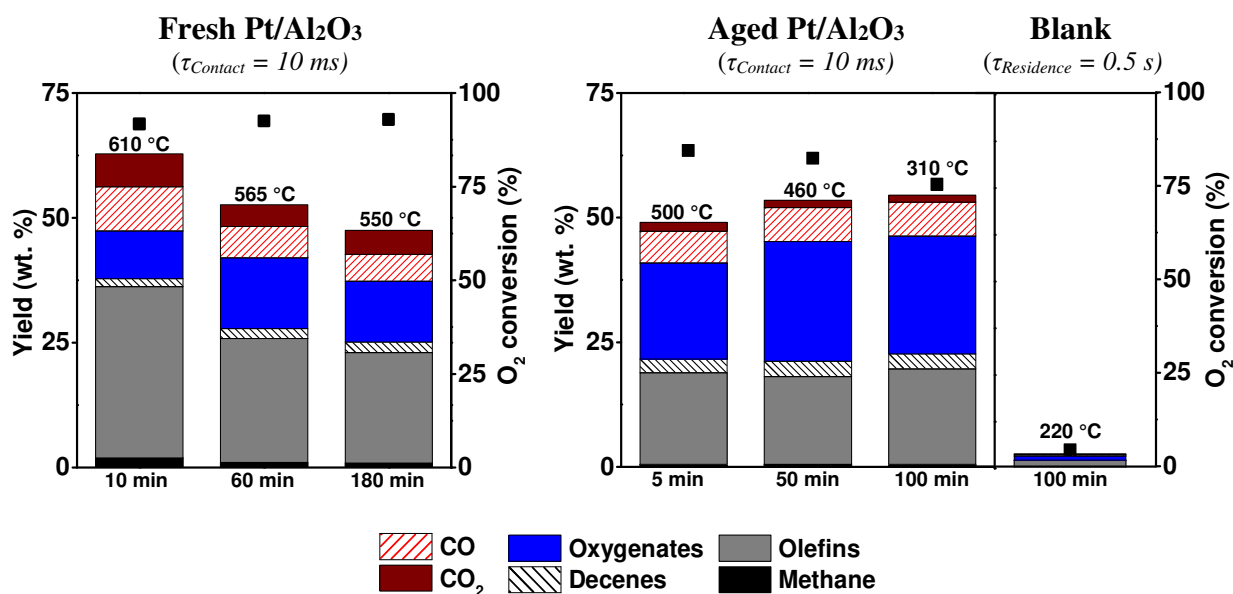 Fresh Pt/Al2O3
(τContact = 10 ms)
75
50
25
0
Yield (wt. %)
610 °C
565 °C
550 °C
10 min
60 min
180 min
100
75
50
25
0
O2 conversion (%)
Aged Pt/Al2O3
(τContact = 10 ms)
Blank
(τResidence = 0.5 s)
75
50
25
0
Yield (wt. %)
500 °C
460 °C
310 °C
220 °C
5 min
50 min
100 min
100 min
100
75
50
25
0
O2 conversion (%)
CO
Oxygenates
Olefins
CO2
Decenes
Methane